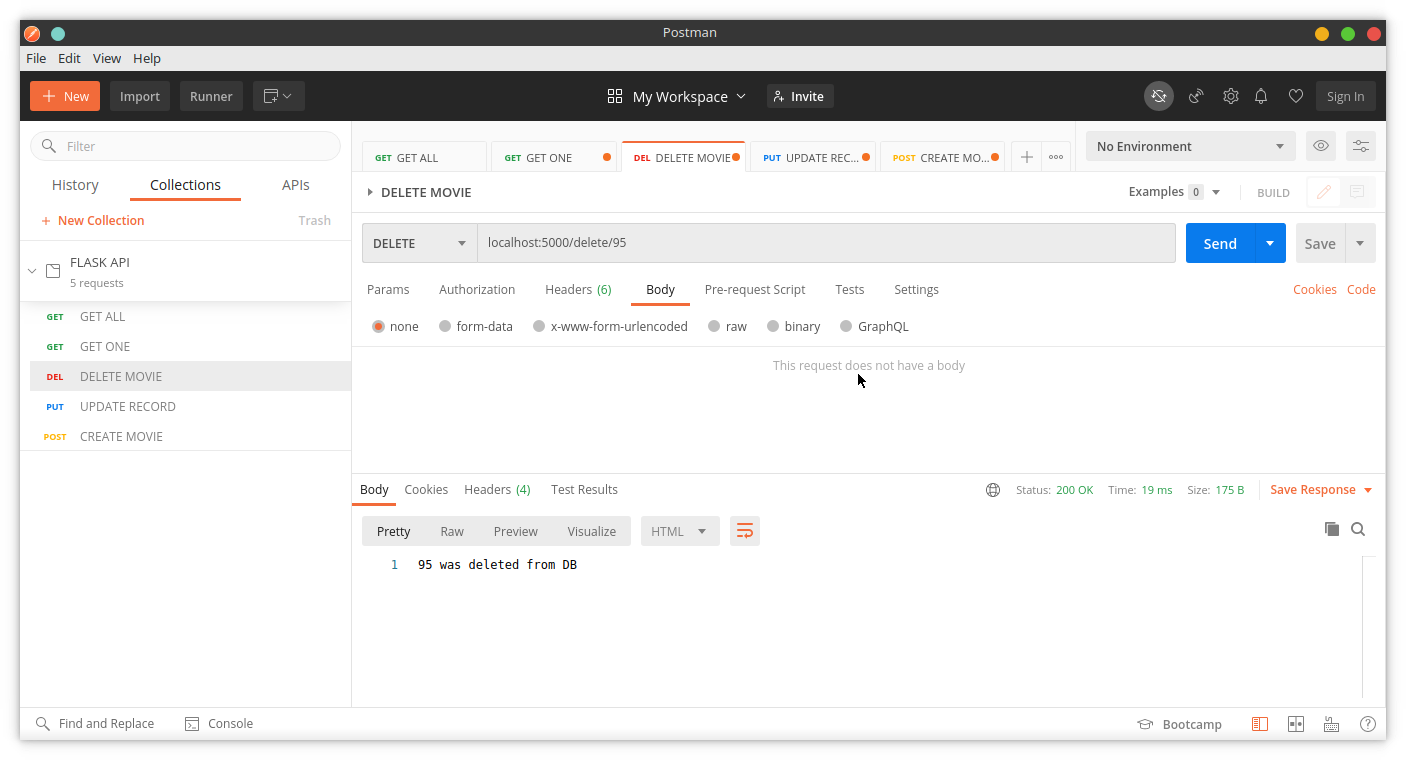 Postman
File Edit View Help
New Import Runner My Workspace Invite Sign In
Filter
History Collections APIs
+ New Collection Trash
FLASK API
5 requests
GET GET ALL
GET GET ONE
DEL DELETE MOVIE
PUT UPDATE RECORD
POST CREATE MOVIE
GET GET ALL GET GET ONE DEL DELETE MOVIE PUT UPDATE REC... POST CREATE MO... No Environment
DELETE MOVIE Examples 0 BUILD
DELETE localhost:5000/delete/95 Send Save
Params Authorization Headers (6) Body Pre-request Script Tests Settings Cookies Code
none form-data x-www-form-urlencoded raw binary GraphQL
This request does not have a body
Body Cookies Headers (4) Test Results Status: 200 OK Time: 19 ms Size: 175 B Save Response
Pretty Raw Preview Visualize HTML
1 95 was deleted from DB
Find and Replace Console Bootcamp